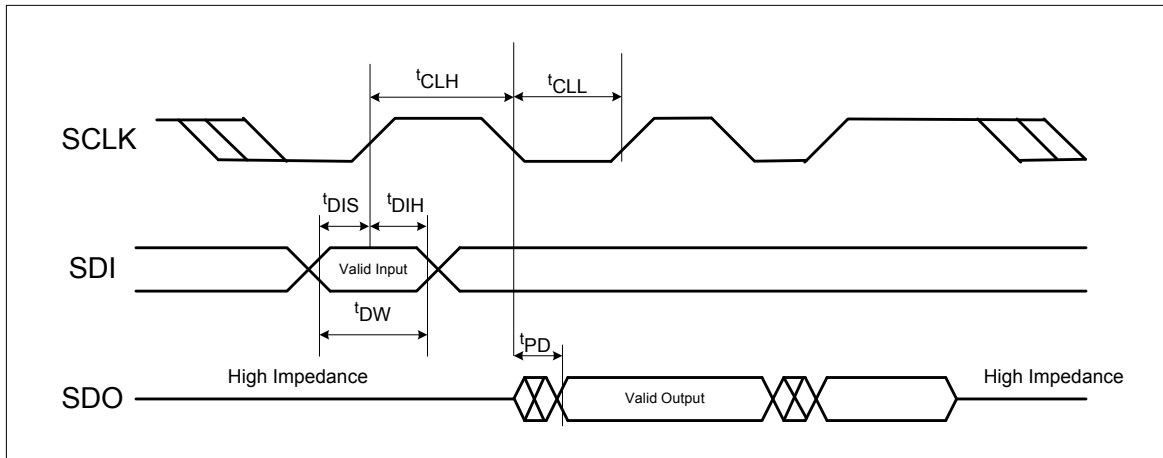 tCLH
tCLL
SCLK
tDIS
tDIH
SDI
Valid Input
tDW
tPD
High Impedance
High Impedance
SDO
Valid Output